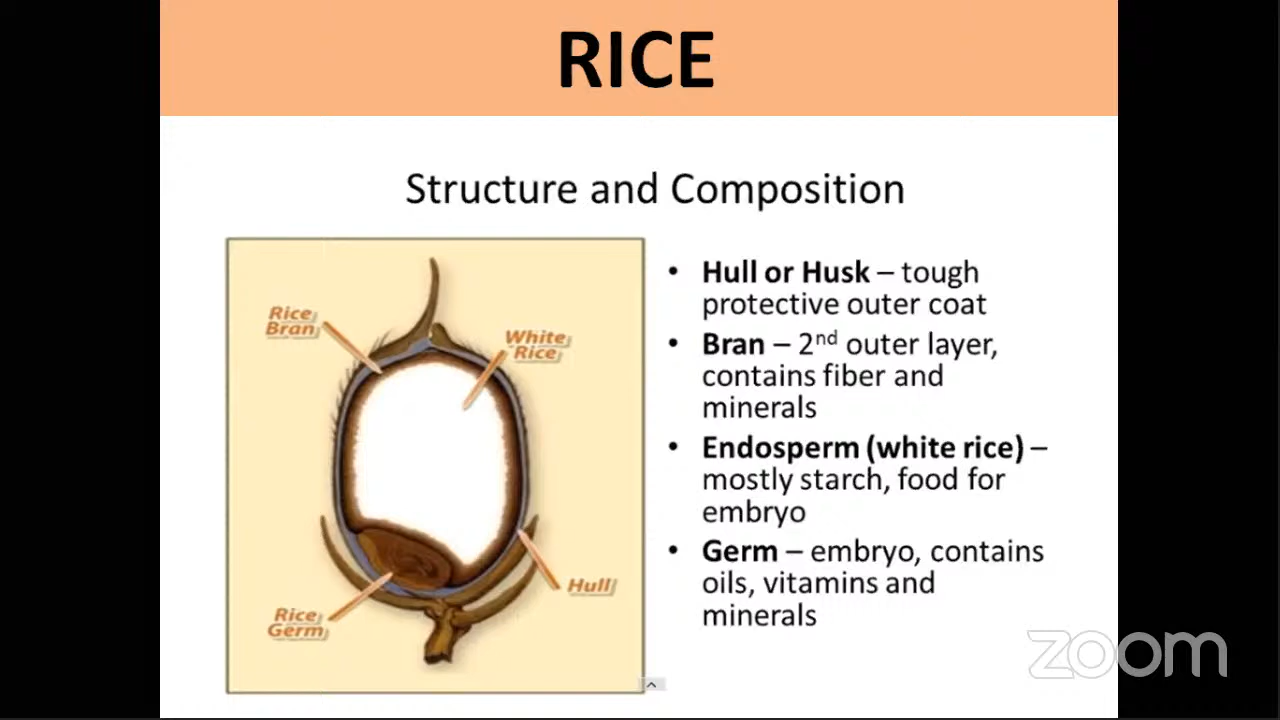 RICE
Structure and Composition
Rice
Bran
White
Rice
Hull
Rice
Germ
• Hull or Husk – tough
protective outer coat
• Bran – 2nd outer layer,
contains fiber and
minerals
• Endosperm (white rice) –
mostly starch, food for
embryo
• Germ – embryo, contains
oils, vitamins and
minerals
zoom